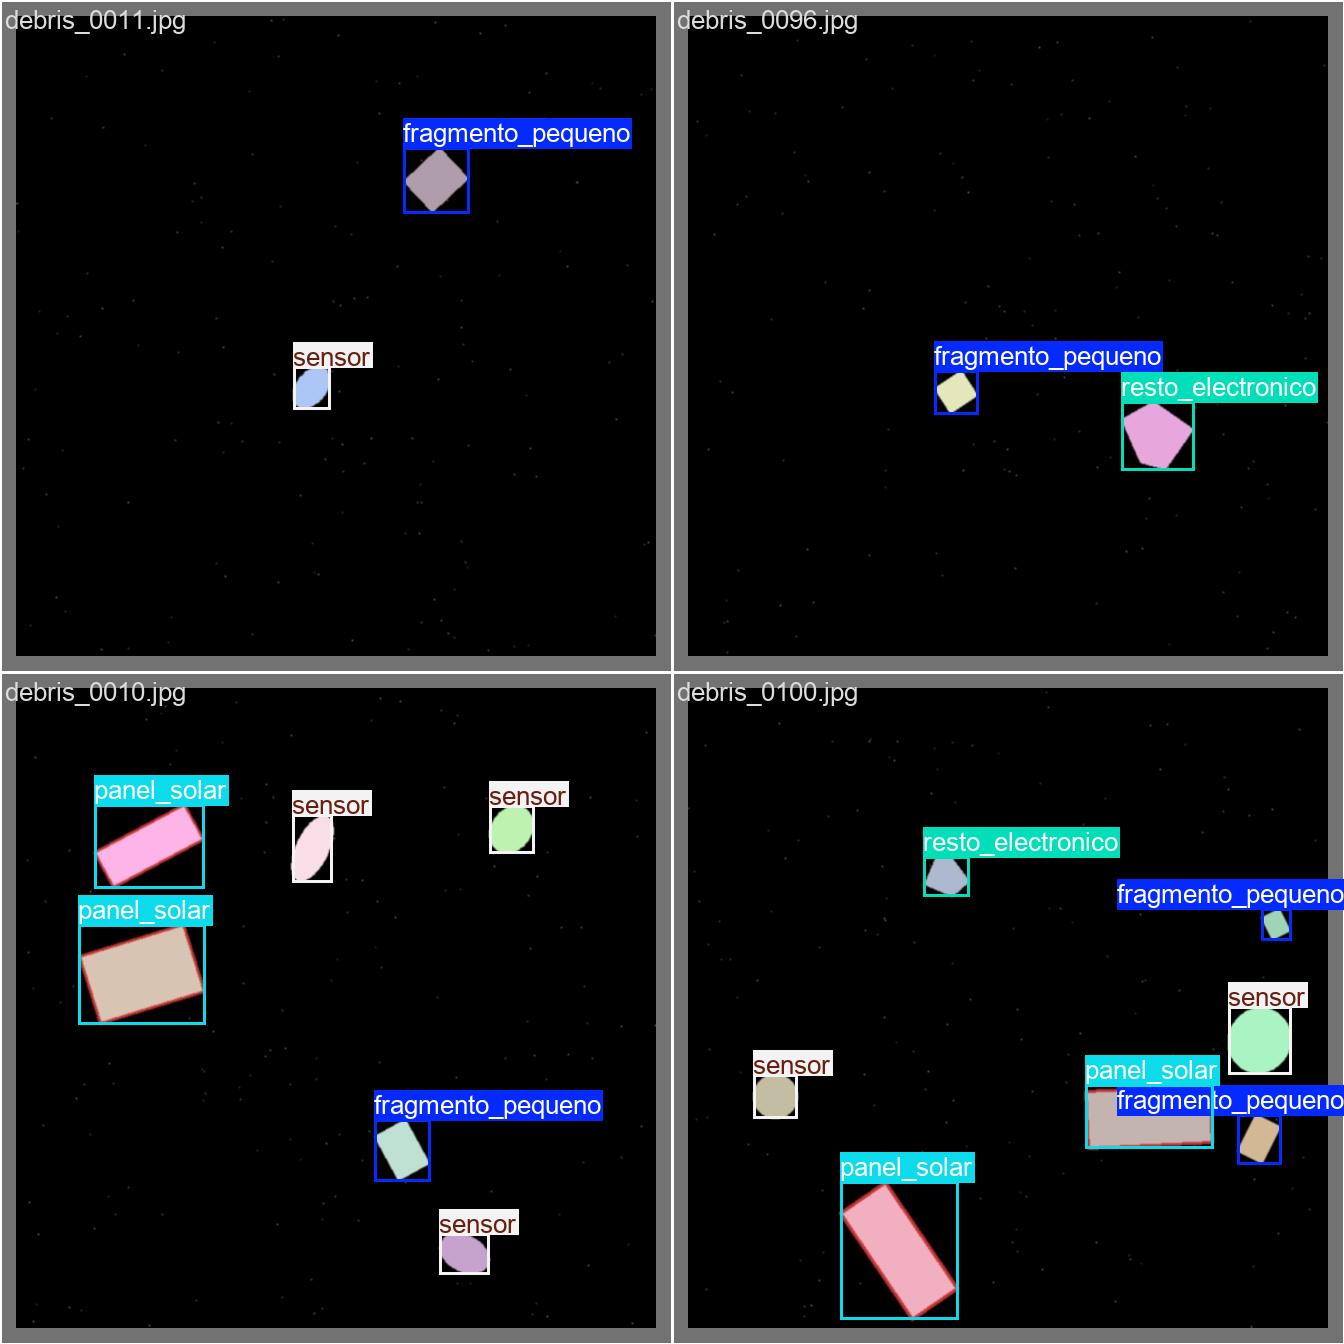 debris_0011.jpg
fragmento_pequeno
sensor
debris_0096.jpg
fragmento_pequeno
resto_electronico
debris_0010.jpg
panel_solar
sensor
sensor
panel_solar
fragmento_pequeno
sensor
debris_0100.jpg
resto_electronico
fragmento_pequeno
sensor
sensor
panel_solar
fragmento_pequeno
panel_solar